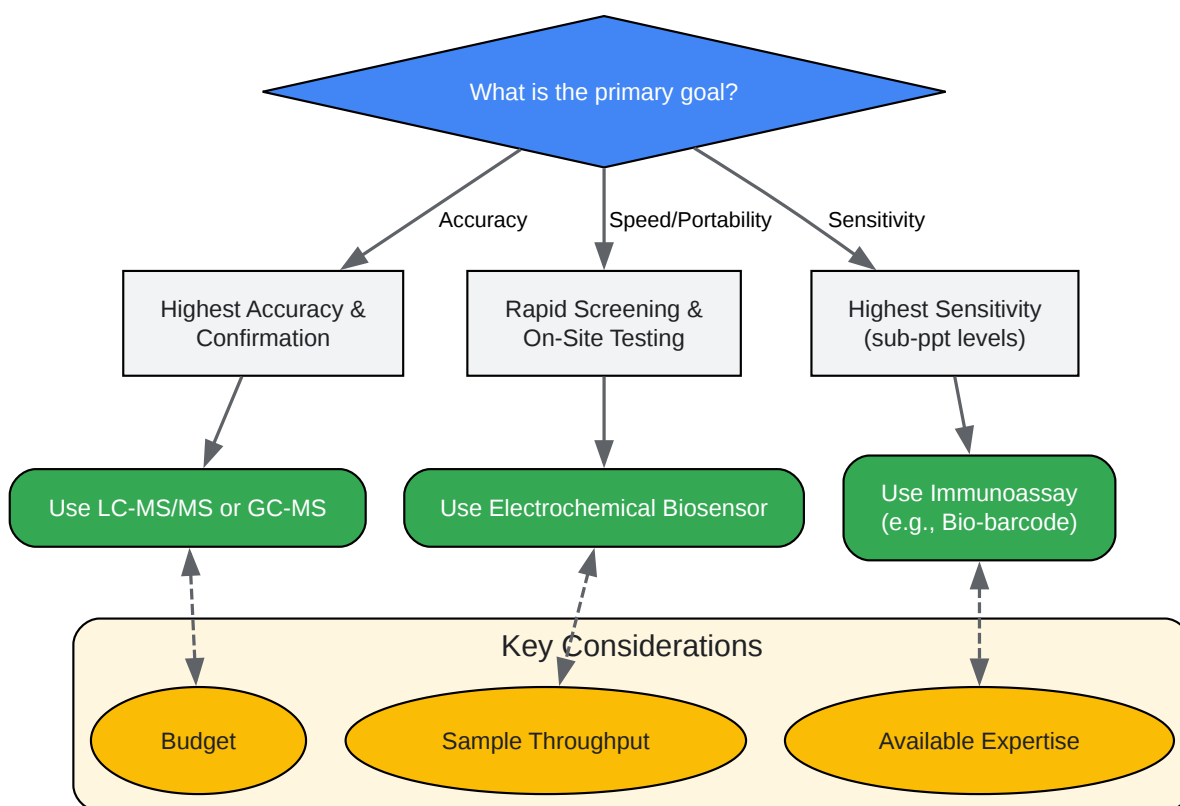 What is the primary goal?
Accuracy
Speed/Portability
Sensitivity
Highest Accuracy &
Confirmation
Rapid Screening &
On-Site Testing
Highest Sensitivity
(sub-ppt levels)
Use LC-MS/MS or GC-MS
Use Electrochemical Biosensor
Use Immunoassay
(e.g., Bio-barcode)
Key Considerations
Budget
Sample Throughput
Available Expertise